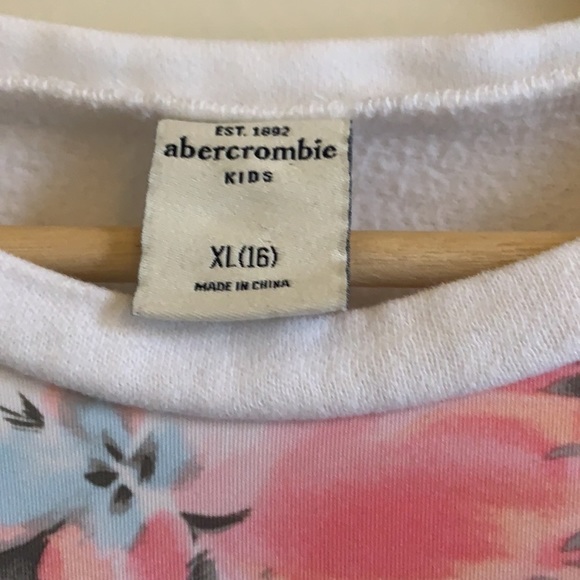 EST. 1892
abercrombie
KIDS
XL(16)
MADE IN CHINA